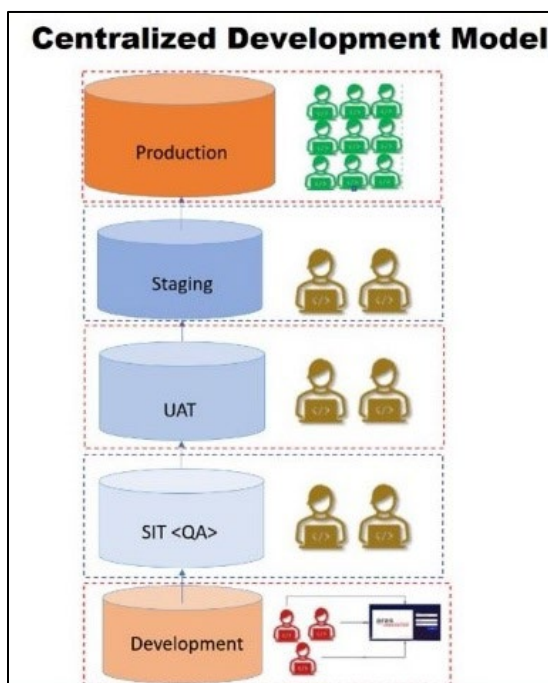 Centralized Development Model
Production
Staging
UAT
SIT <QA>
Development